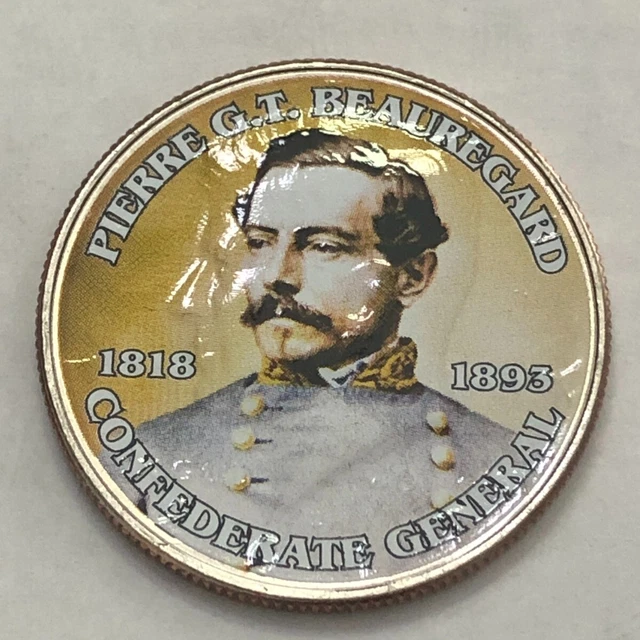 PIERRE G.T. BEAUREGARD
1818
1893
CONFEDERATE GENERAL